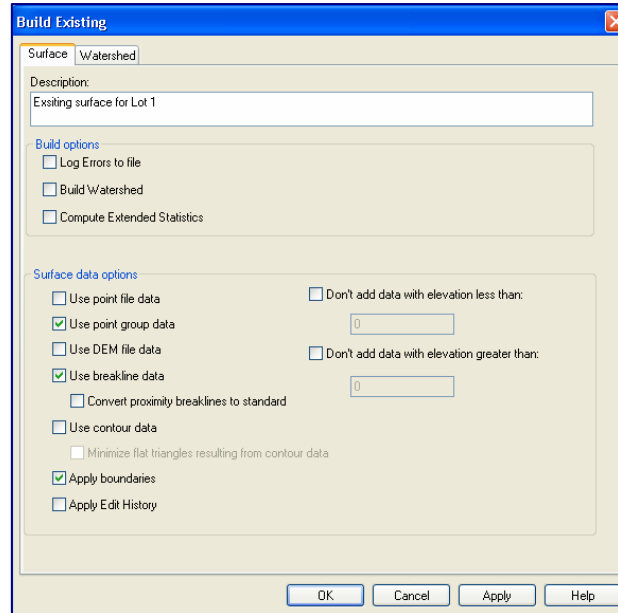 Build Existing
Surface Watershed
Description:
Exsiting surface for Lot 1
Build options
Log Errors to file
Build Watershed
Compute Extended Statistics
Surface data options
Use point file data
Don't add data with elevation less than:
Use point group data
0
Use DEM file data
Don't add data with elevation greater than:
Use breakline data
0
Convert proximity breaklines to standard
Use contour data
Minimize flat triangles resulting from contour data
Apply boundaries
Apply Edit History
OK Cancel Apply Help